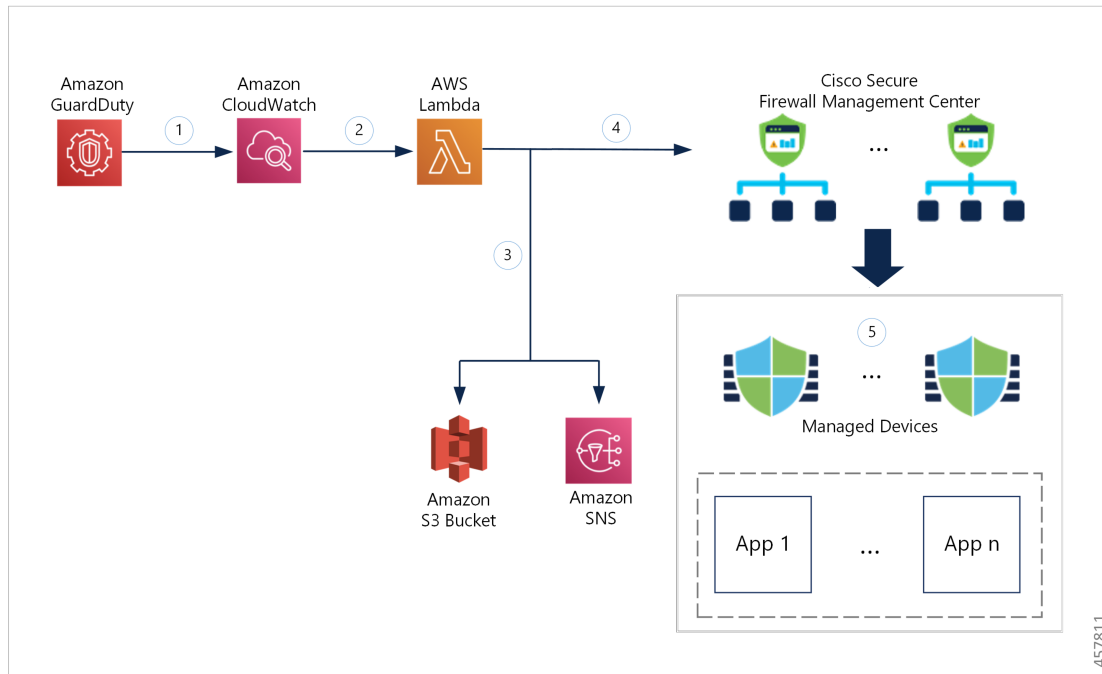 Amazon
GuardDuty
Amazon
CloudWatch
AWS
Lambda
Cisco Secure
Firewall Management Center
1
2
4
...
3
5
...
Managed Devices
Amazon
S3 Bucket
Amazon
SNS
App 1
...
App n
457811